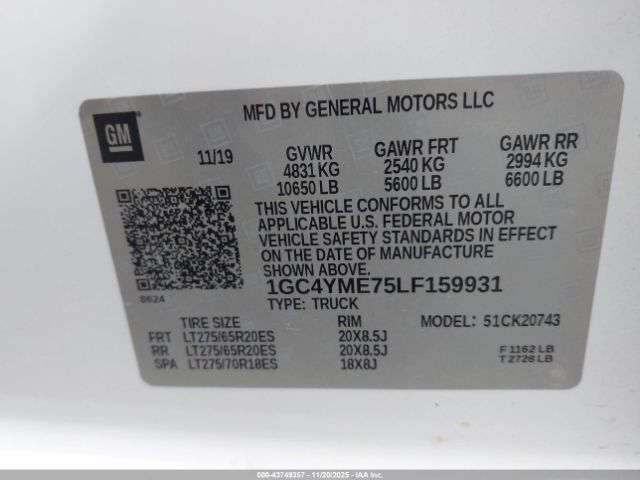 MFD BY GENERAL MOTORS LLC
GM
11/19 GVWR GAWR FRT GAWR RR
4831 KG 2540 KG 2994 KG
10650 LB 5600 LB 6600 LB
THIS VEHICLE CONFORMS TO ALL
APPLICABLE U.S. FEDERAL MOTOR
VEHICLE SAFETY STANDARDS IN EFFECT
ON THE DATE OF MANUFACTURE
SHOWN ABOVE.
1GC4YME75LF159931
8624
TYPE: TRUCK
TIRE SIZE RIM MODEL: 51CK20743
FRT LT275/65R20ES 20X8.5J
RR LT275/65R20ES 20X8.5J F 1162 LB
SPA LT275/70R18ES 18X8J T 2728 LB
000-43749357 - 11/20/2025 - IAAI.COM